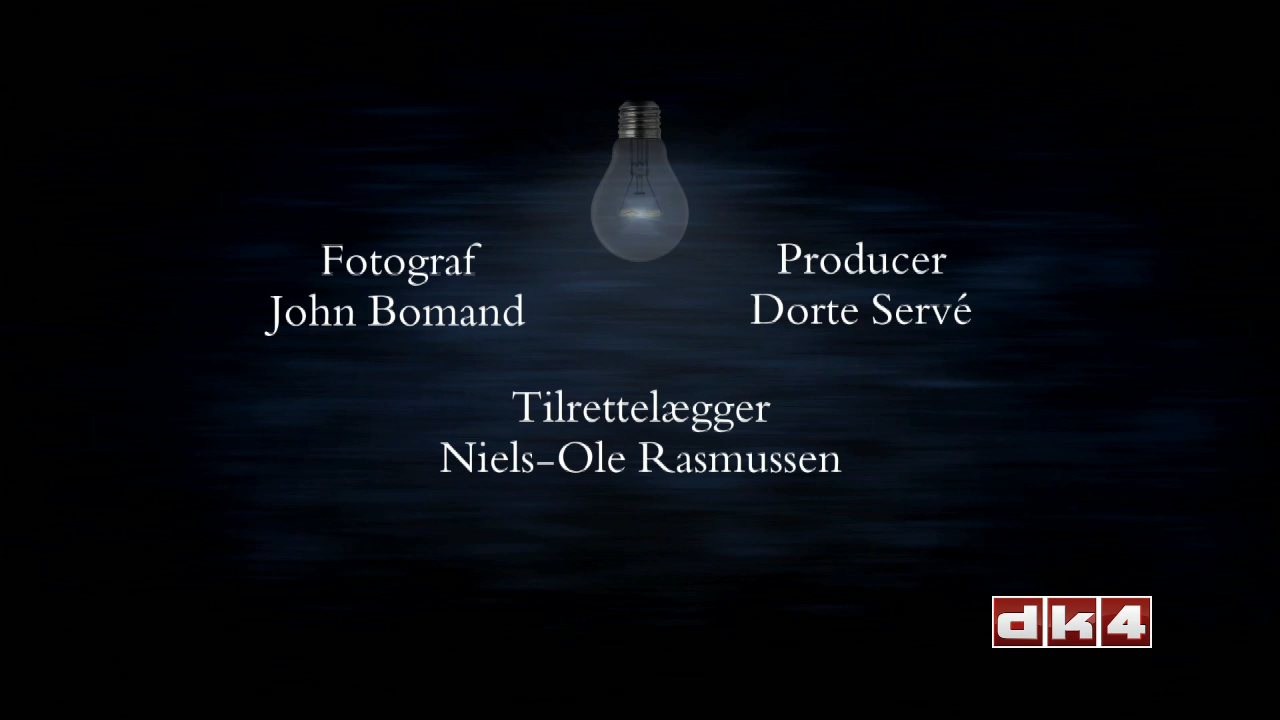 Fotograf
John Bomand
Producer
Dorte Servé
Tilrettelægger
Niels-Ole Rasmussen
dk4